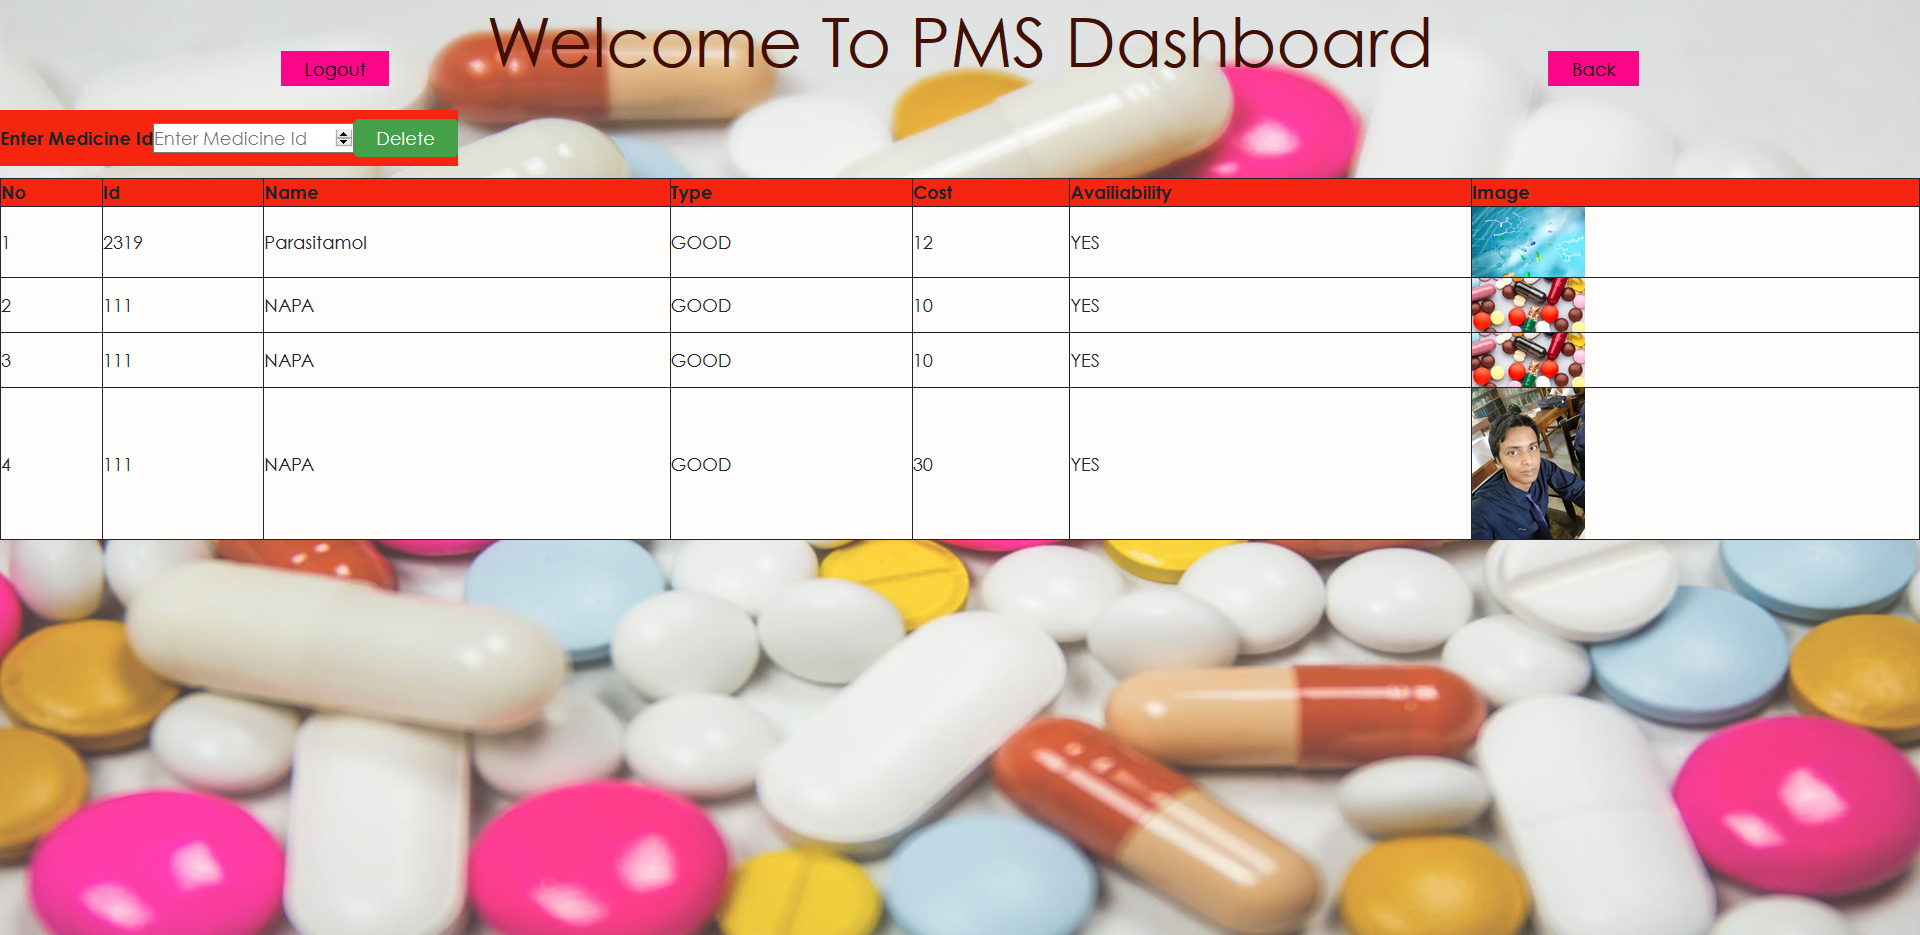 Welcome To PMS Dashboard
Logout
Back
Enter Medicine Id Enter Medicine Id Delete
No Id Name Type Cost Availiability Image
1 2319 Parasitamol GOOD 12 YES
2 111 NAPA GOOD 10 YES
3 111 NAPA GOOD 10 YES
4 111 NAPA GOOD 30 YES